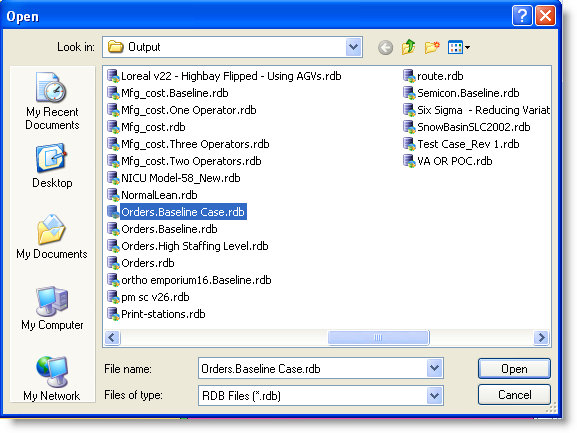 Open
Look in:
Output
My Recent
Documents
Desktop
My Documents
My Computer
My Network
Loreal v22 - Highbay Flipped - Using AGVs.rdb
Mfg_cost.Baseline.rdb
Mfg_cost.One Operator.rdb
Mfg_cost.rdb
Mfg_cost.Three Operators.rdb
Mfg_cost.Two Operators.rdb
NICU Model-58_New.rdb
NormalLean.rdb
Orders.Baseline Case.rdb
Orders.Baseline.rdb
Orders.High Staffing Level.rdb
Orders.rdb
ortho emporium16.Baseline.rdb
pm sc v26.rdb
Print-stations.rdb
route.rdb
Semicon.Baseline.rdb
Six Sigma - Reducing Variat
SnowBasinSLC2002.rdb
Test Case_Rev 1.rdb
VA OR POC.rdb
File name:
Orders.Baseline Case.rdb
Open
Files of type:
RDB Files (*.rdb)
Cancel